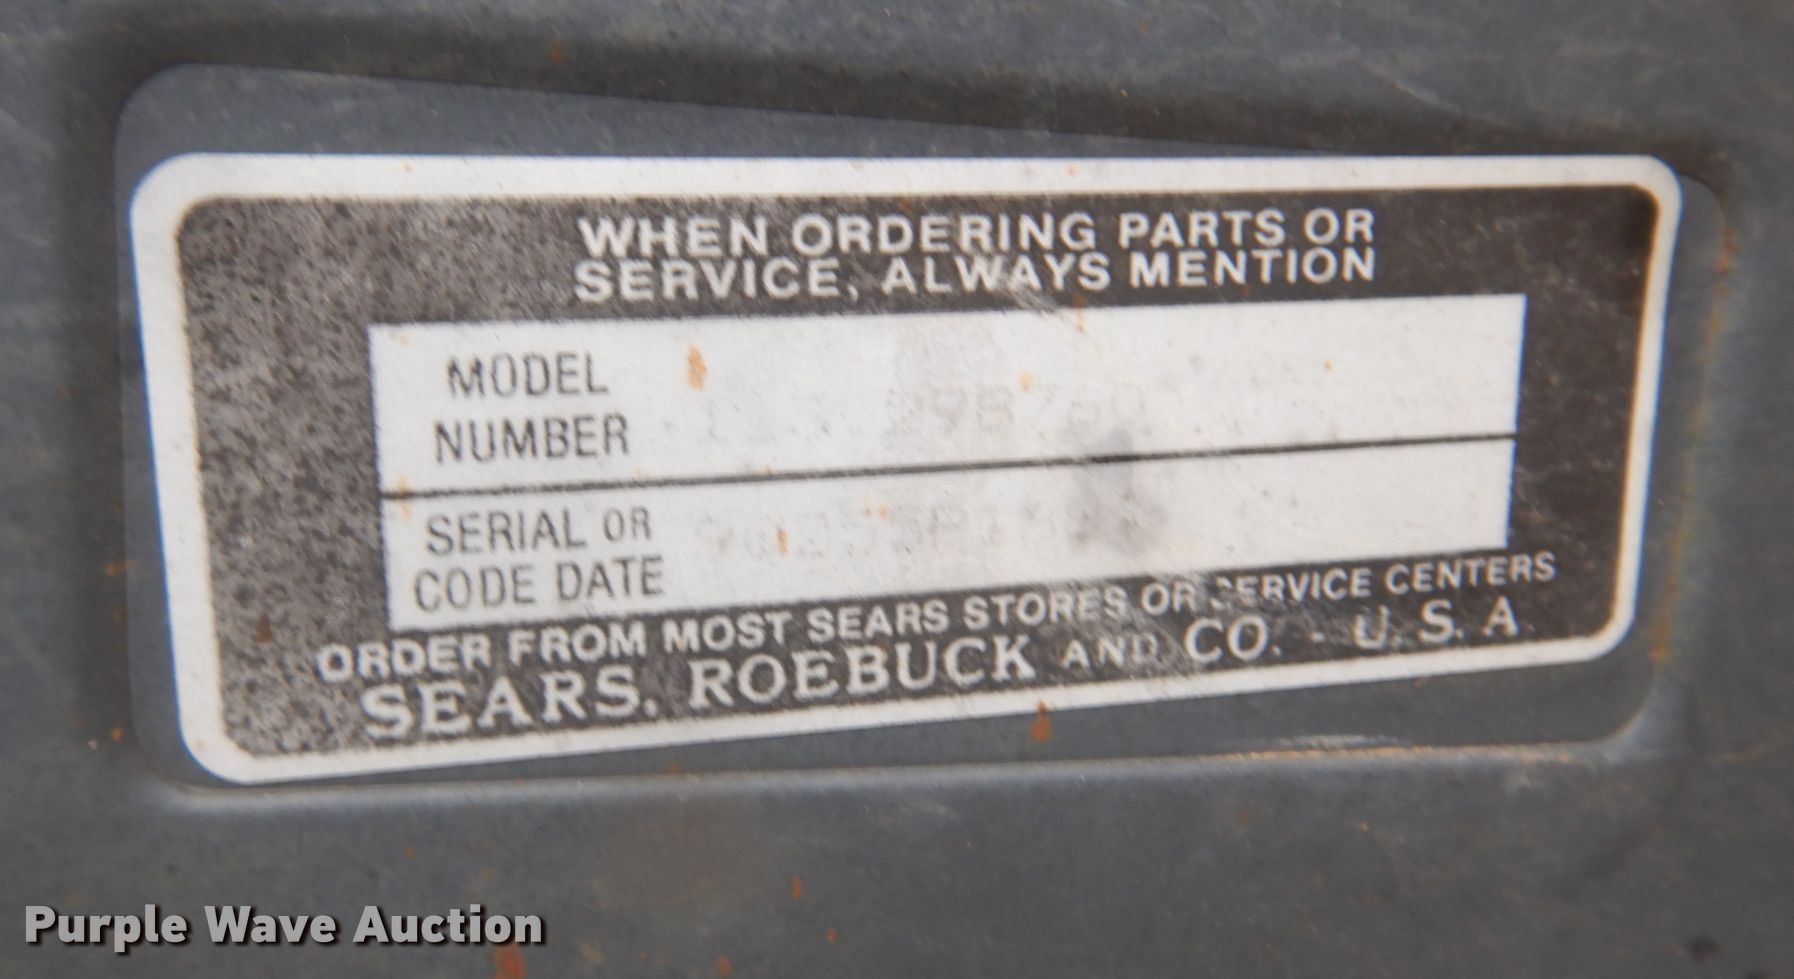 WHEN ORDERING PARTS OR
SERVICE, ALWAYS MENTION
MODEL
NUMBER
SERIAL OR
CODE DATE
ORDER FROM MOST SEARS STORES OR SERVICE CENTERS
SEARS, ROEBUCK AND CO. - U.S.A.
Purple Wave Auction